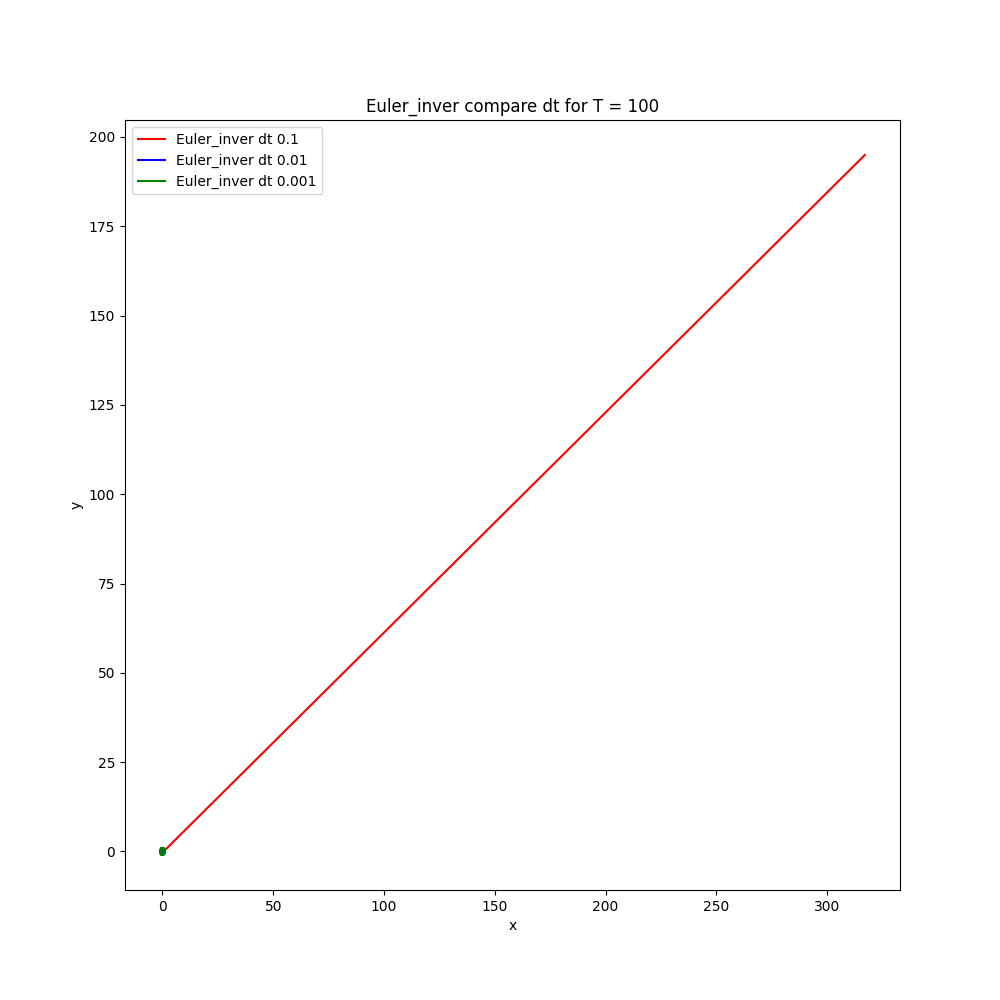 Euler_inver compare dt for T = 100
Euler_inver dt 0.1
Euler_inver dt 0.01
Euler_inver dt 0.001
200
175
150
125
100
75
50
25
0
y
0 50 100 150 200 250 300
x